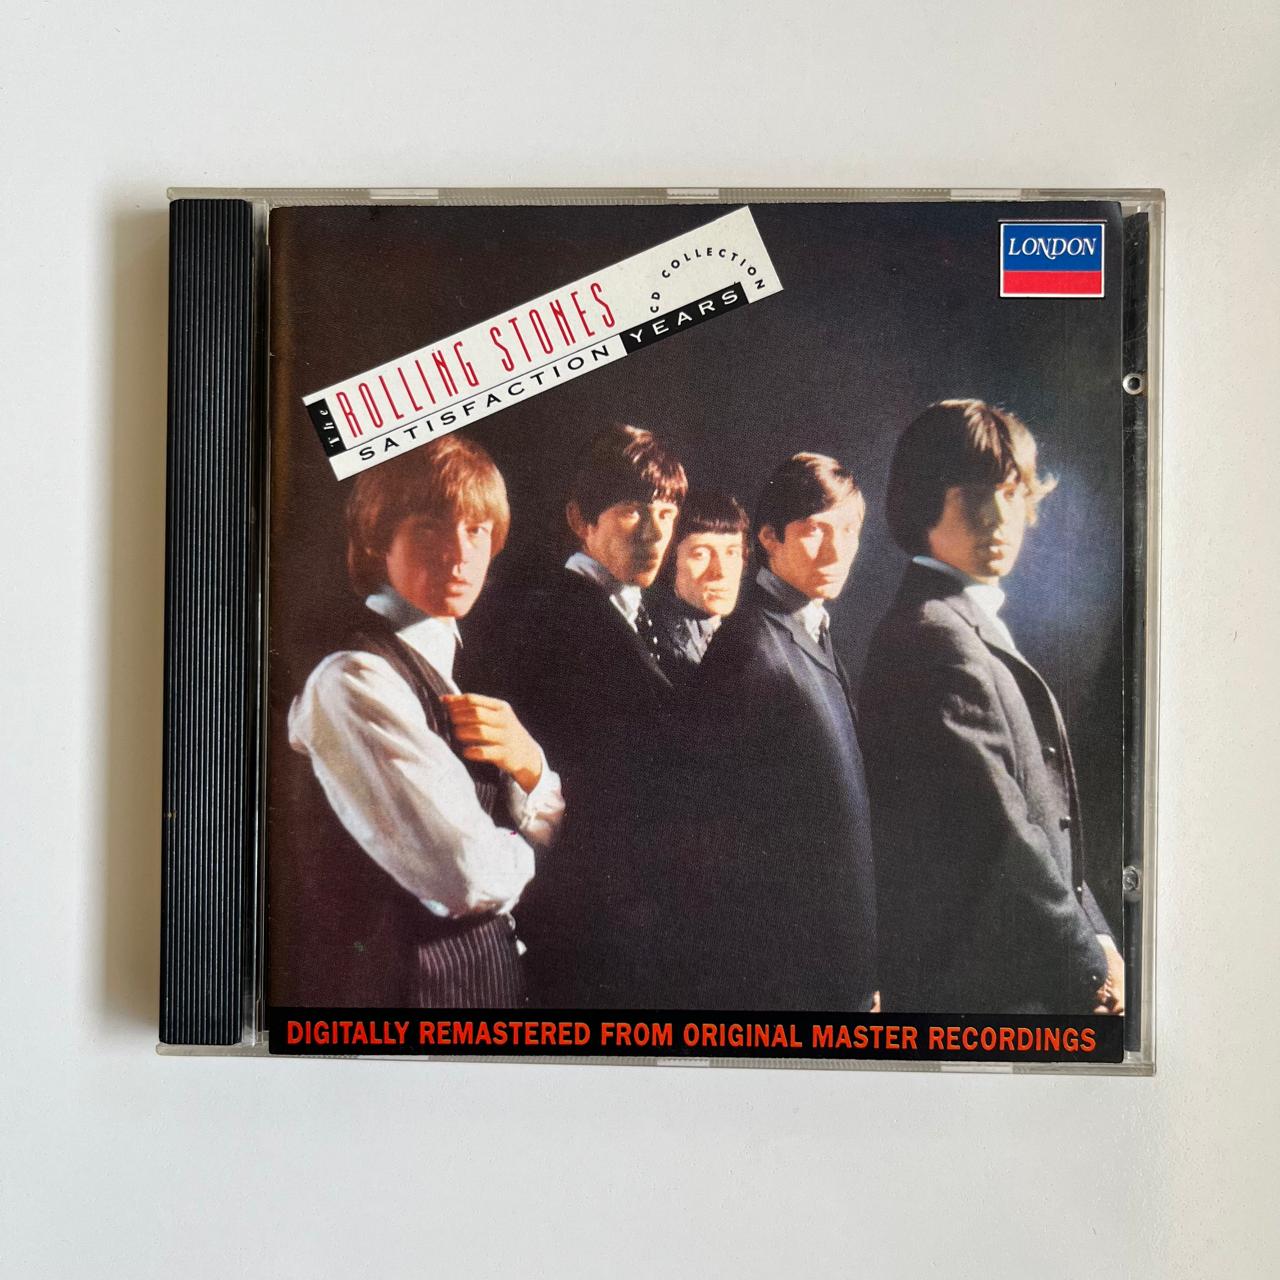 The ROLLING STONES
SATISFACTION YEARS
CD COLLECTION
LONDON
DIGITALLY REMASTERED FROM ORIGINAL MASTER RECORDINGS